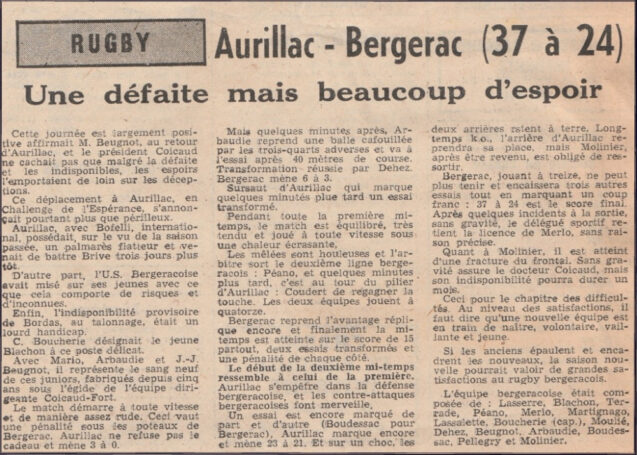 RUGBY
Aurillac - Bergerac (37 à 24)
Une défaite mais beaucoup d'espoir
Cette journée est largement posi-
tive affirmait M. Beugnot, au retour
d'Aurillac, et le président Coicaud
ne cachait pas que malgré la défaite
et les indisponibles, les espoirs
l'emportaient de loin sur les décep-
tions.
Ce déplacement à Aurillac, en
Challenge de l'Espérance, s'annon-
çait pourtant plus que périlleux.
Aurillac, avec Bofelli, internatio-
nal, possédait, sur le vu de la saison
passée, un palmarès flatteur et ve-
nait de battre Brive trois jours plus
tôt.
D'autre part, l'U.S. Bergeracoise
avait misé sur ses jeunes avec ce
que cela comporte de risques et
d'inconnues.
Enfin, l'indisponibilité provisoire
de Bordas, au talonnage, était un
lourd handicap.
C. Boucherie désignait le jeune
Blachon à ce poste délicat.
Avec Mario, Arbaudie et J.-J.
Beugnot, il représente le sang neuf
de ces juniors, fabriqués depuis cinq
ans sous l'égide de l'équipe diri-
geante Coicaud-Fort.
Le match démarre à toute vitesse
et de manière assez rude. Ceci vaut
une pénalité sous les poteaux de
Bergerac. Aurillac ne refuse pas le
cadeau et mène 3 à 0.
Mais quelques minutes après, Ar-
baudie reprend une balle cafouillée
par les trois-quarts adverses et va à
l'essai après 40 mètres de course.
Transformation réussie par Dehez.
Bergerac mène 6 à 3.
Sursaut d'Aurillac qui marque
quelques minutes plus tard un essai
transformé.
Pendant toute la première mi-
temps, le match est équilibré, très
tendu et joué à toute vitesse sous
une chaleur écrasante.
Les mêlées sont houleuses et l'ar-
bitre sort le deuxième ligne berge-
racois : Péano, et quelques minutes
plus tard, c'est au tour du pilier
d'Aurillac : Coudert de regagner la
touche. Les deux équipes jouent à
quatorze.
Bergerac reprend l'avantage répli-
que encore et finalement la mi-
temps est atteinte sur le score de 15
partout, deux essais transformés et
une pénalité de chaque côté.
Le début de la deuxième mi-temps
ressemble à celui de la première.
Aurillac s'empêtre dans la défense
bergeracoise, et les contre-attaques
bergeracoises font merveille.
Un essai est encore marqué de
part et d'autre (Boudessac pour
Bergerac), Aurillac marque encore
et mène 23 à 21. Et sur un choc, les
deux arrières restent à terre. Long-
temps k.o., l'arrière d'Aurillac re-
prendra sa place, mais Molinier,
après être revenu, est obligé de res-
sortir.
Bergerac, jouant à treize, ne peut
plus tenir et encaissera trois autres
essais tout en marquant un coup
franc : 37 à 24 est le score final.
Après quelques incidents à la sortie,
sans gravité, le délégué sportif re-
tient la licence de Merlo, sans rai-
son précise.
Quant à Molinier, il est atteint
d'une fracture du frontal. Sans gra-
vité assure le docteur Coicaud, mais
son indisponibilité pourra durer un
mois.
Ceci pour le chapitre des difficul-
tés. Au niveau des satisfactions, il
faut dire qu'une nouvelle équipe est
en train de naître, volontaire, vail-
lante et jeune.
Si les anciens épaulent et encad-
rent les nouveaux, la saison nouvel-
le pourrait valoir de grandes sa-
tisfactions au rugby bergeracois.
L'équipe bergeracoise était com-
posée de : Lasserre, Blachon, Ter-
rade, Péano, Merlo, Martignago,
Lassalette, Boucherie (cap.), Moulié,
Dehez, Beugnot, Arbaudie, Boudes-
sac, Pellegry et Molinier.